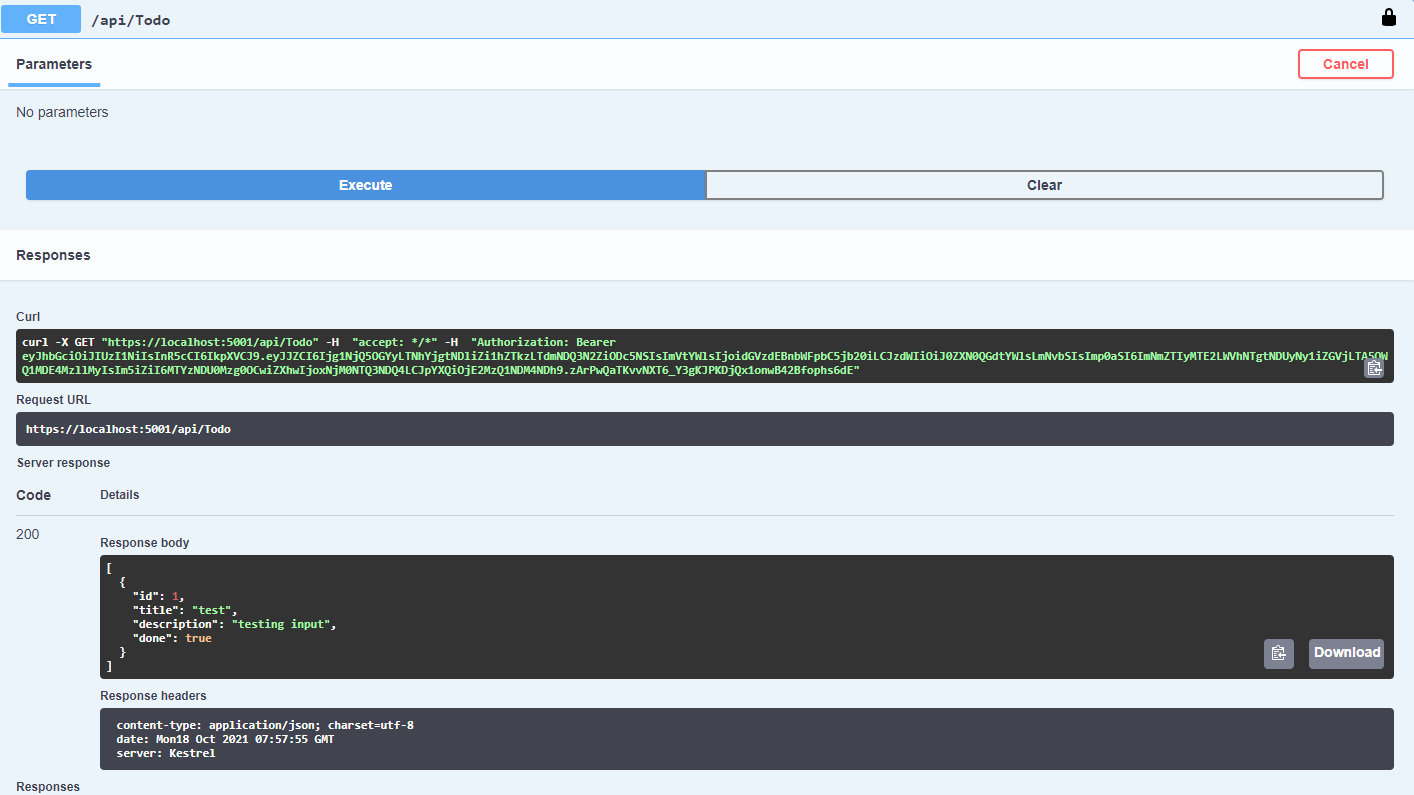 GET /api/Todo
Parameters
Cancel
No parameters
Execute
Clear
Responses
Curl
curl -X GET "https://localhost:5001/api/Todo" -H  "accept: */*" -H  "Authorization: Bearer
Request URL
https://localhost:5001/api/Todo
Server response
Code Details
200
Response body
[
  {
    "id": 1,
    "title": "test",
    "description": "testing input",
    "done": true
  }
]
Download
Response headers
content-type: application/json; charset=utf-8
date: Mon18 Oct 2021 07:57:55 GMT
server: Kestrel
Responses